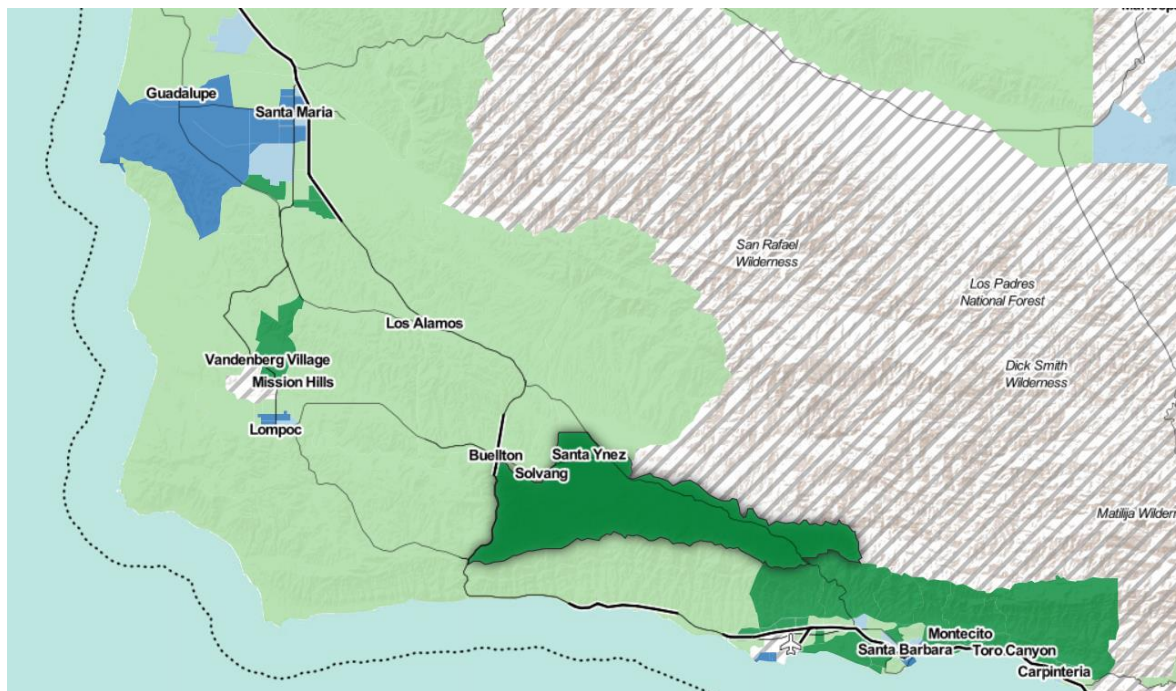 Guadalupe
Santa Maria
San Rafael
Wilderness
Los Padres
National Forest
Los Alamos
Vandenberg Village
Mission Hills
Dick Smith
Wilderness
Lompoc
Buellton
Santa Ynez
Solvang
Matilija
Montecito
Santa Barbara
Toro Canyon
Carpinteria